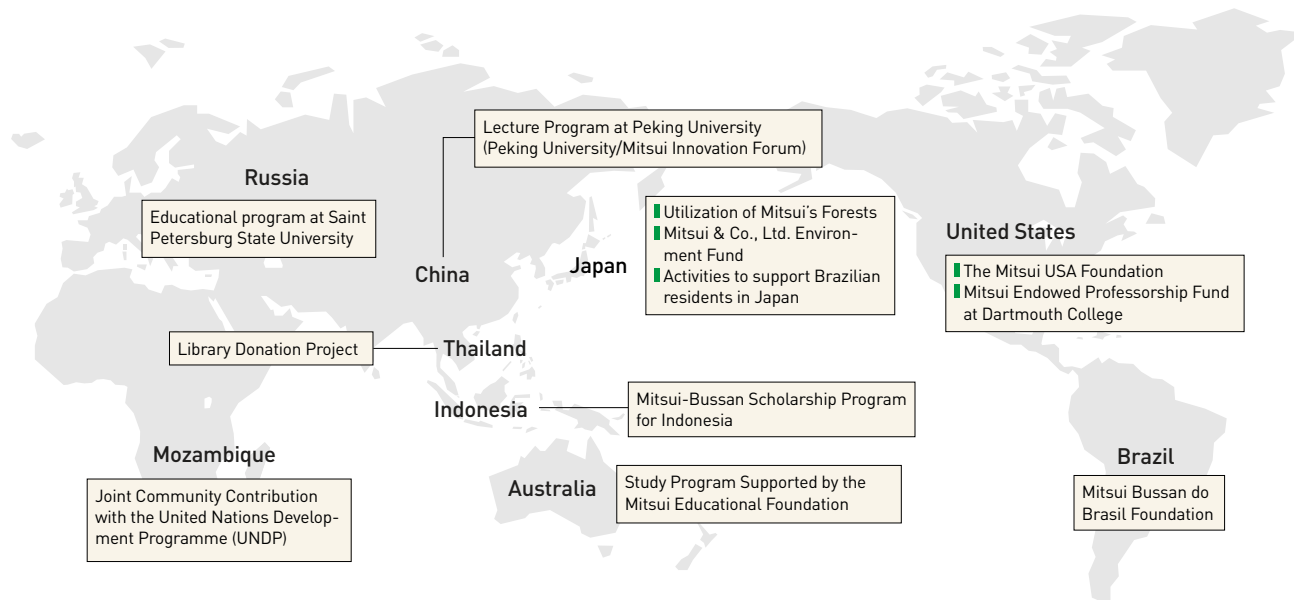 Lecture Program at Peking University
(Peking University/Mitsui Innovation Forum)
China
Russia
Educational program at Saint
Petersburg State University
Japan
Utilization of Mitsui's Forests
Mitsui & Co., Ltd. Environ-
ment Fund
Activities to support Brazilian
residents in Japan
United States
The Mitsui USA Foundation
Mitsui Endowed Professorship Fund
at Dartmouth College
Library Donation Project
Thailand
Indonesia
Mitsui-Bussan Scholarship Program
for Indonesia
Mozambique
Joint Community Contribution
with the United Nations Develop-
ment Programme (UNDP)
Australia
Study Program Supported by the
Mitsui Educational Foundation
Brazil
Mitsui Bussan do
Brasil Foundation